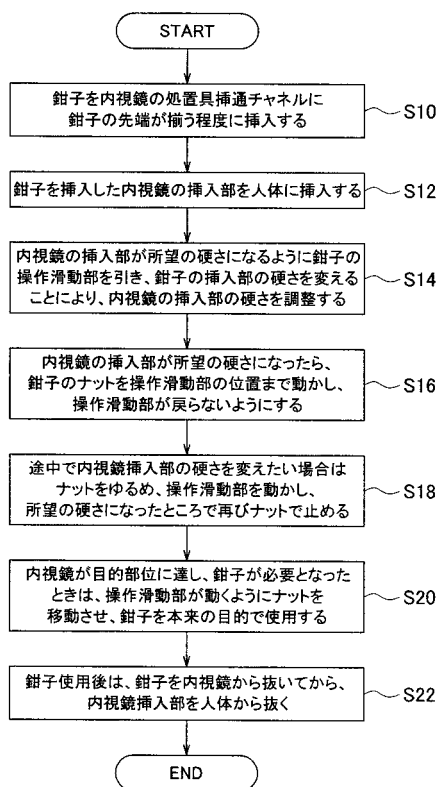 START
鉗子を内視鏡の処置具挿通チャネルに
鉗子の先端が揃う程度に挿入する
S10
鉗子を挿入した内視鏡の挿入部を人体に挿入する
S12
内視鏡の挿入部が所望の硬さになるように鉗子の
操作滑動部を引き、鉗子の挿入部の硬さを変える
ことにより、内視鏡の挿入部の硬さを調整する
S14
内視鏡の挿入部が所望の硬さになったら、
鉗子のナットを操作滑動部の位置まで動かし、
操作滑動部が戻らないようにする
S16
途中で内視鏡挿入部の硬さを変えたい場合は
ナットをゆるめ、操作滑動部を動かし、
所望の硬さになったところで再びナットで止める
S18
内視鏡が目的部位に達し、鉗子が必要となった
ときは、操作滑動部が動くようにナットを
移動させ、鉗子を本来の目的で使用する
S20
鉗子使用後は、鉗子を内視鏡から抜いてから、
内視鏡挿入部を人体から抜く
S22
END